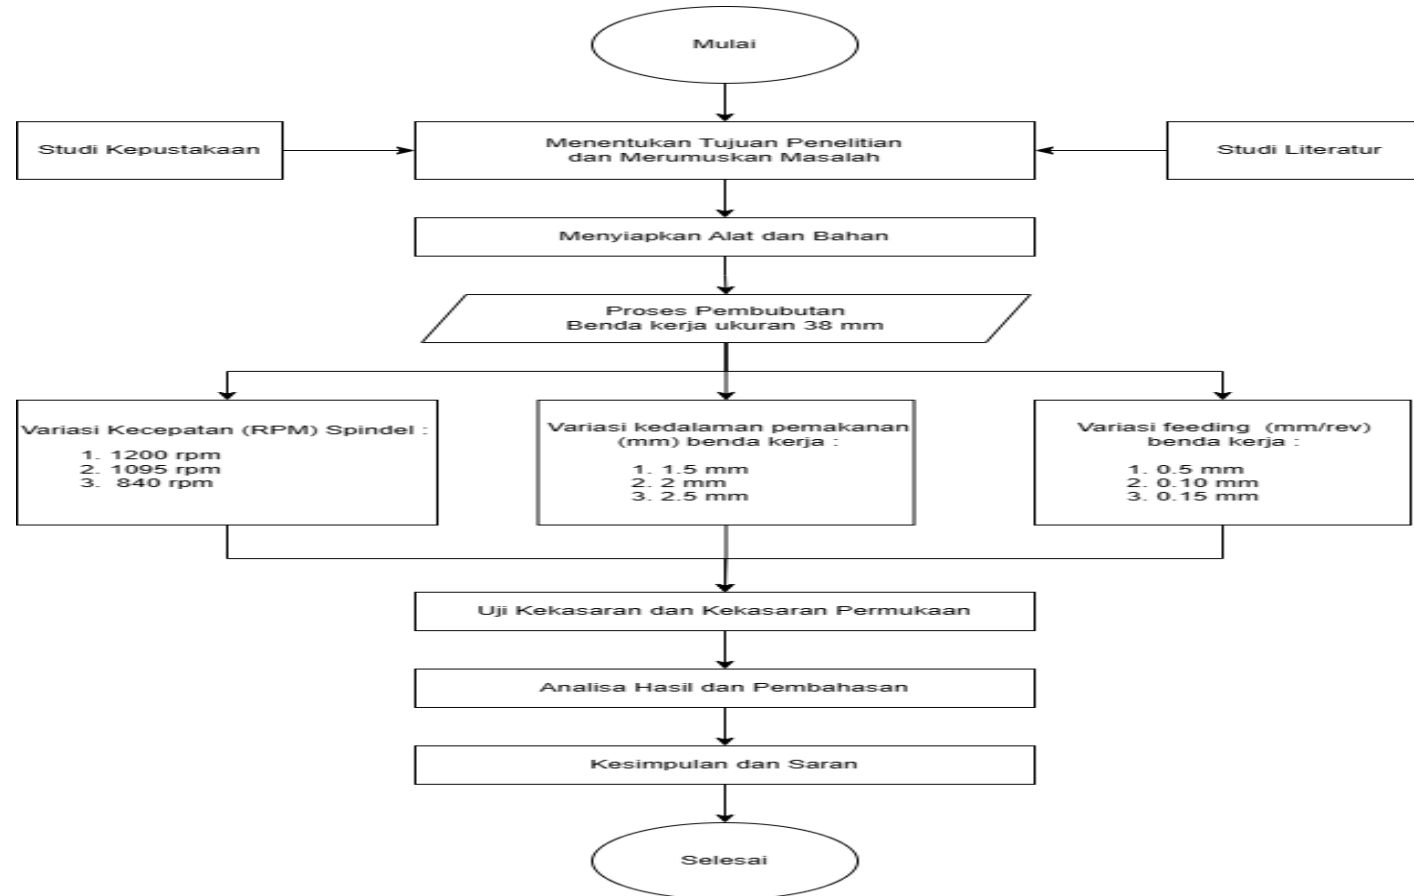 Mulai
Studi Kepustakaan
Menentukan Tujuan Penelitian
dan Merumuskan Masalah
Studi Literatur
Menyiapkan Alat dan Bahan
Proses Pembubutan
Benda kerja ukuran 38 mm
Variasi Kecepatan (RPM) Spindel :
1. 1200 rpm
2. 1095 rpm
3. 840 rpm
Variasi kedalaman pemakanan
(mm) benda kerja :
1. 1.5 mm
2. 2 mm
3. 2.5 mm
Variasi feeding (mm/rev)
benda kerja :
1. 0.5 mm
2. 0.10 mm
3. 0.15 mm
Uji Kekasaran dan Kekasaran Permukaan
Analisa Hasil dan Pembahasan
Kesimpulan dan Saran
Selesai